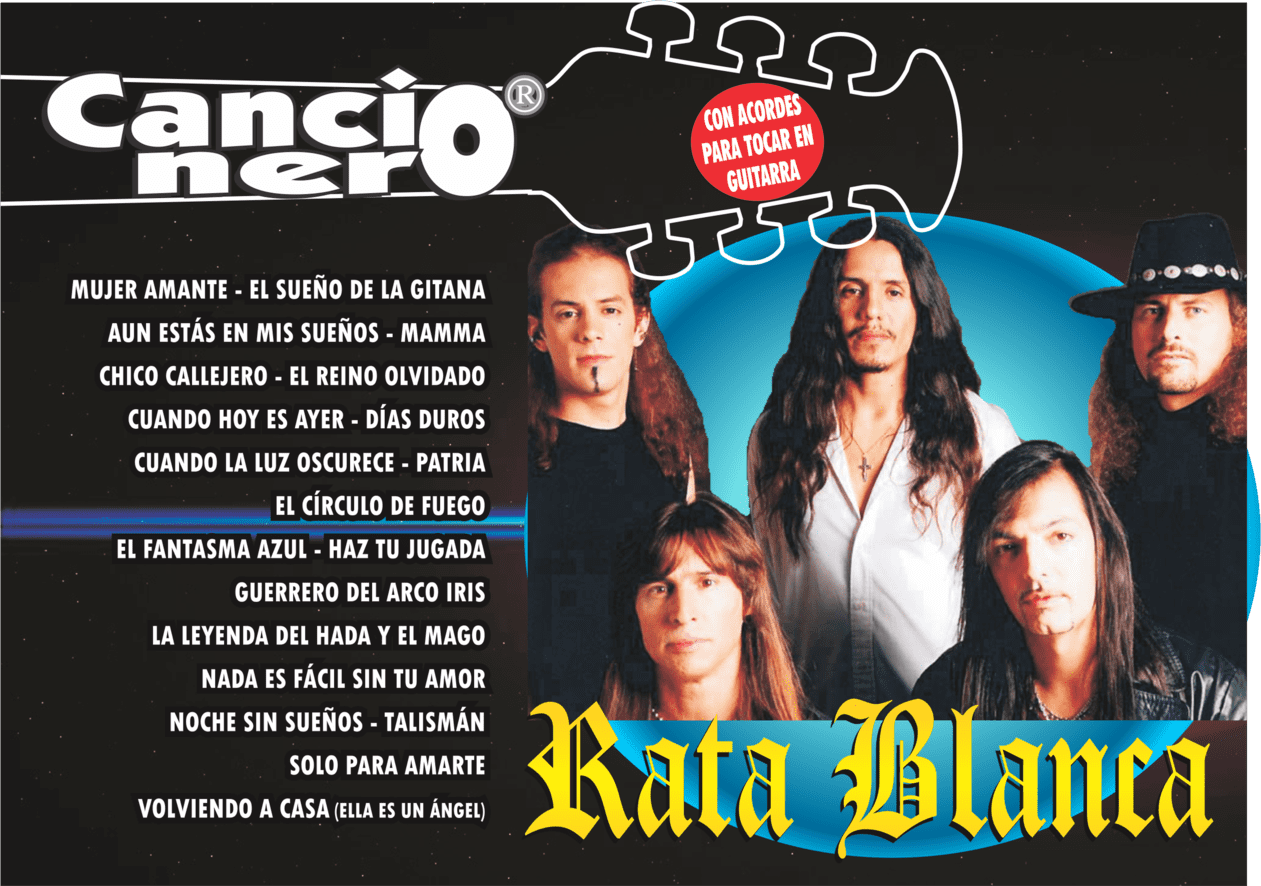 Cancio
nero
®
CON ACORDES
PARA TOCAR EN
GUITARRA
MUJER AMANTE - EL SUEÑO DE LA GITANA
AUN ESTÁS EN MIS SUEÑOS - MAMMA
CHICO CALLEJERO - EL REINO OLVIDADO
CUANDO HOY ES AYER - DÍAS DUROS
CUANDO LA LUZ OSCURECE - PATRIA
EL CÍRCULO DE FUEGO
EL FANTASMA AZUL - HAZ TU JUGADA
GUERRERO DEL ARCO IRIS
LA LEYENDA DEL HADA Y EL MAGO
NADA ES FÁCIL SIN TU AMOR
NOCHE SIN SUEÑOS - TALISMÁN
SOLO PARA AMARTE
VOLVIENDO A CASA (ELLA ES UN ÁNGEL)
Rata Blanca